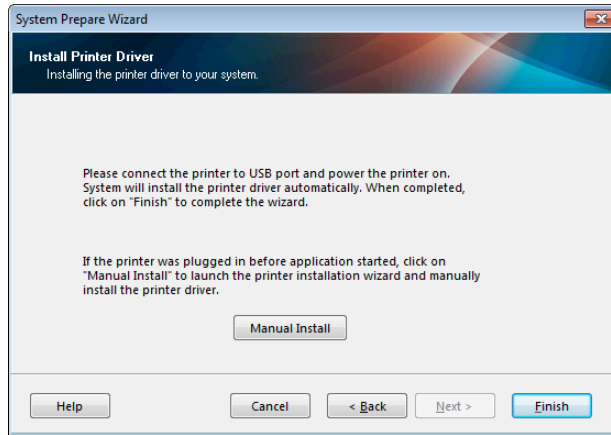 System Prepare Wizard
Install Printer Driver
Installing the printer driver to your system.
Please connect the printer to USB port and power the printer on.
System will install the printer driver automatically. When completed,
click on "Finish" to complete the wizard.
If the printer was plugged in before application started, click on
"Manual Install" to launch the printer installation wizard and manually
install the printer driver.
Manual Install
Help
Cancel
< Back
Next >
Finish